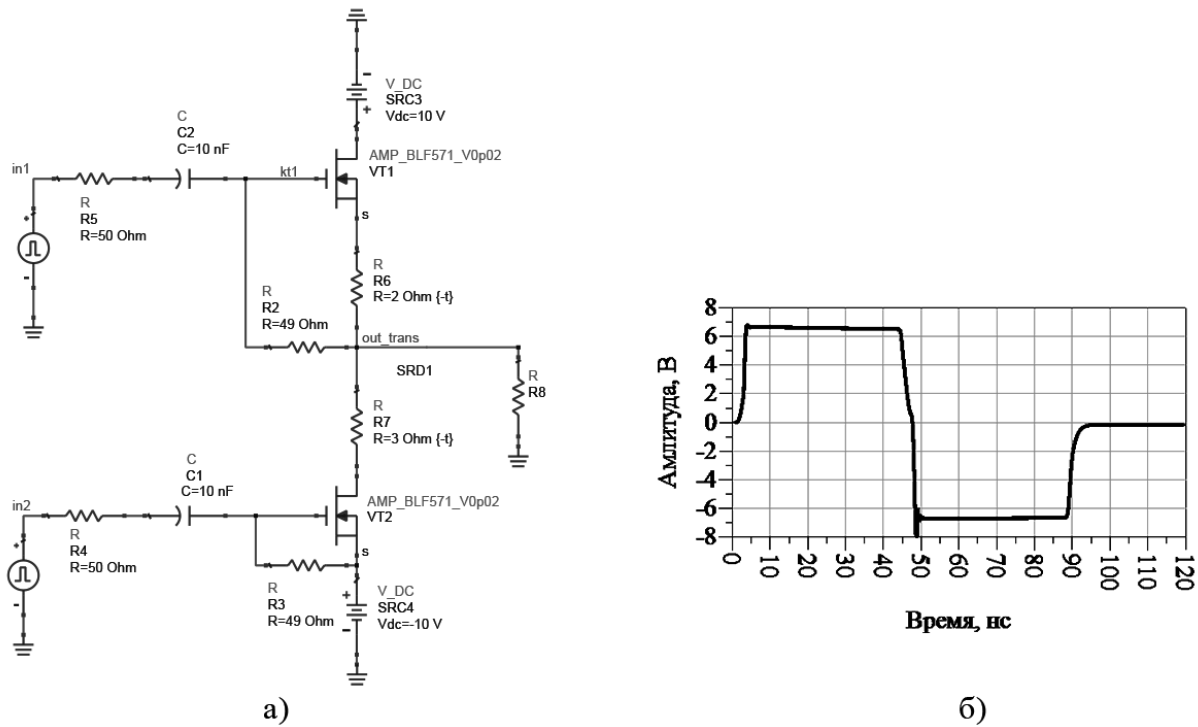 V_DC
SRC3
Vdc=10 V
C
C2
C=10 nF
AMP_BLF571_V0p02
VT1
in1
kt1
R
R5
R=50 Ohm
s
R
R6
R=2 Ohm {-t}
R
R2
R=49 Ohm
out_trans
SRD1
R
R8
R
R7
R=3 Ohm {-t}
C
C1
C=10 nF
AMP_BLF571_V0p02
VT2
in2
R
R4
R=50 Ohm
s
R
R3
R=49 Ohm
V_DC
SRC4
Vdc=-10 V
+
-
+
-
-
+
+
-
а)
Амлитуда, В
8
6
4
2
0
-2
-4
-6
-8
0 10 20 30 40 50 60 70 80 90 100 110 120
Время, нс
б)